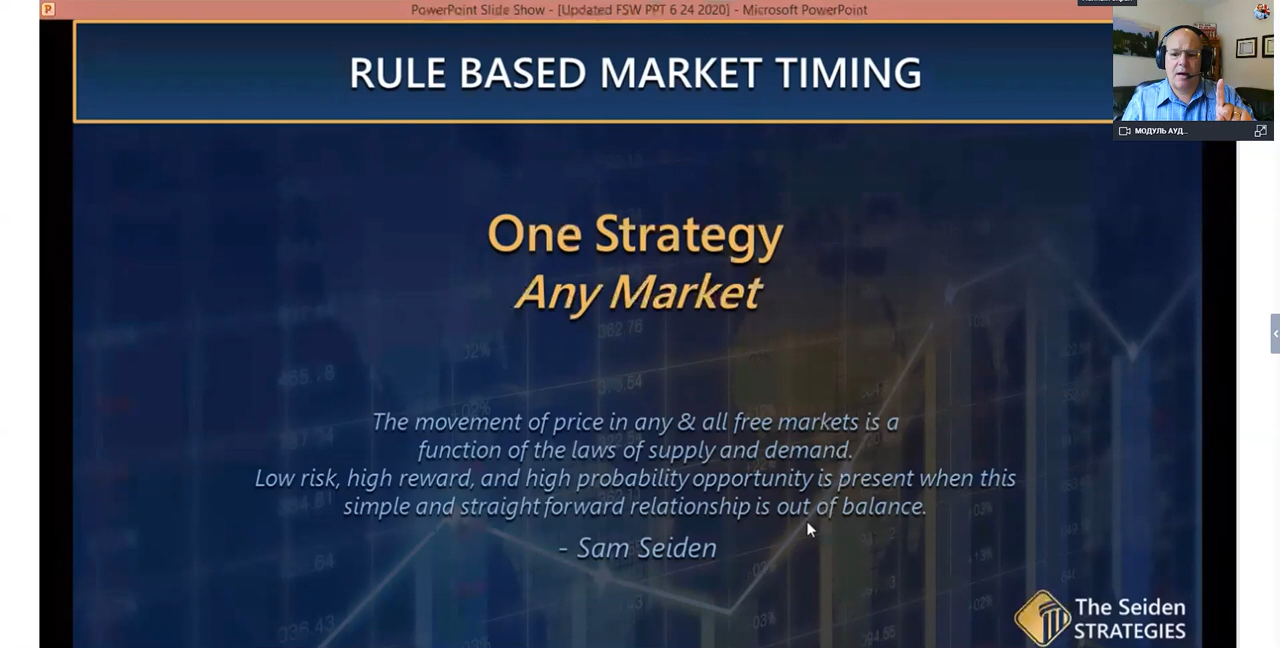 PowerPoint Slide Show - [Updated FSW PPT 6 24 2020] - Microsoft PowerPoint
RULE BASED MARKET TIMING
МОДУЛЬ АУД...
One Strategy
Any Market
The movement of price in any & all free markets is a
function of the laws of supply and demand.
Low risk, high reward, and high probability opportunity is present when this
simple and straight forward relationship is out of balance.
- Sam Seiden
The Seiden
STRATEGIES